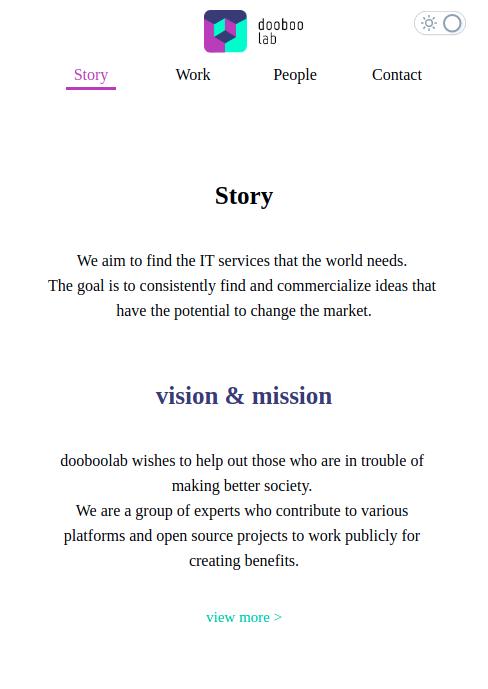 dooboo
lab
Story Work People Contact
Story
We aim to find the IT services that the world needs.
The goal is to consistently find and commercialize ideas that
have the potential to change the market.
vision & mission
dooboolab wishes to help out those who are in trouble of
making better society.
We are a group of experts who contribute to various
platforms and open source projects to work publicly for
creating benefits.
view more >